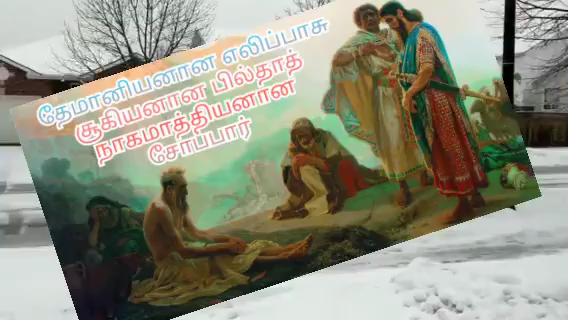 தேமானியனான எலிப்பாசு
சூகியனான பில்தாத்
நாகமாத்தியனான
சோப்பார்